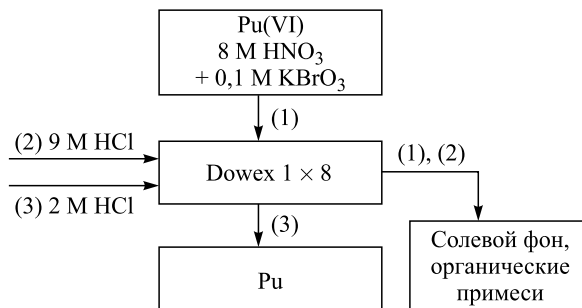 Pu(VI)
8 М HNO₃
+ 0,1 М KBrO₃
(1)
(2) 9 М HCl
(1), (2)
Dowex 1 × 8
(3) 2 М HCl
(3)
Pu
Солевой фон,
органические
примеси